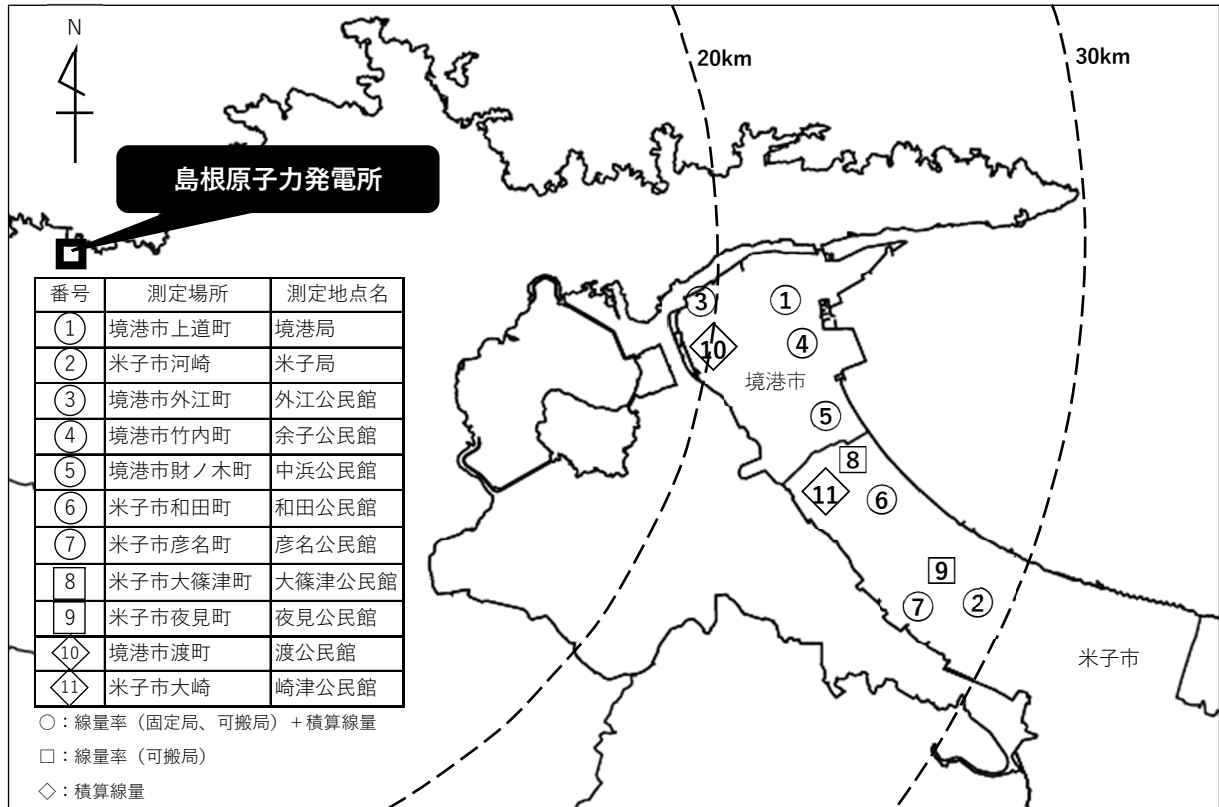 N
20km
30km
島根原子力発電所
番号 測定場所 測定地点名
① 境港市上道町 境港局
② 米子市河崎 米子局
③ 境港市外江町 外江公民館
④ 境港市竹内町 余子公民館
⑤ 境港市財ノ木町 中浜公民館
⑥ 米子市和田町 和田公民館
⑦ 米子市彦名町 彦名公民館
8 米子市大篠津町 大篠津公民館
9 米子市夜見町 夜見公民館
10 境港市渡町 渡公民館
11 米子市大崎 崎津公民館
○：線量率（固定局、可搬局）＋積算線量
□：線量率（可搬局）
◇：積算線量
③
①
10
④
境港市
⑤
8
11
⑥
9
⑦
②
米子市